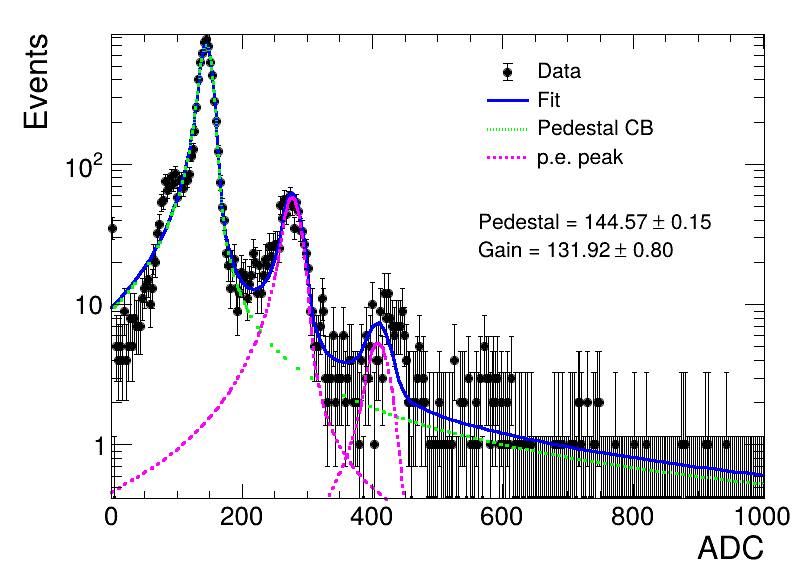 Events
Data
Fit
Pedestal CB
p.e. peak
Pedestal = 144.57 ± 0.15
Gain = 131.92 ± 0.80
10²
10
1
0 200 400 600 800 1000
ADC